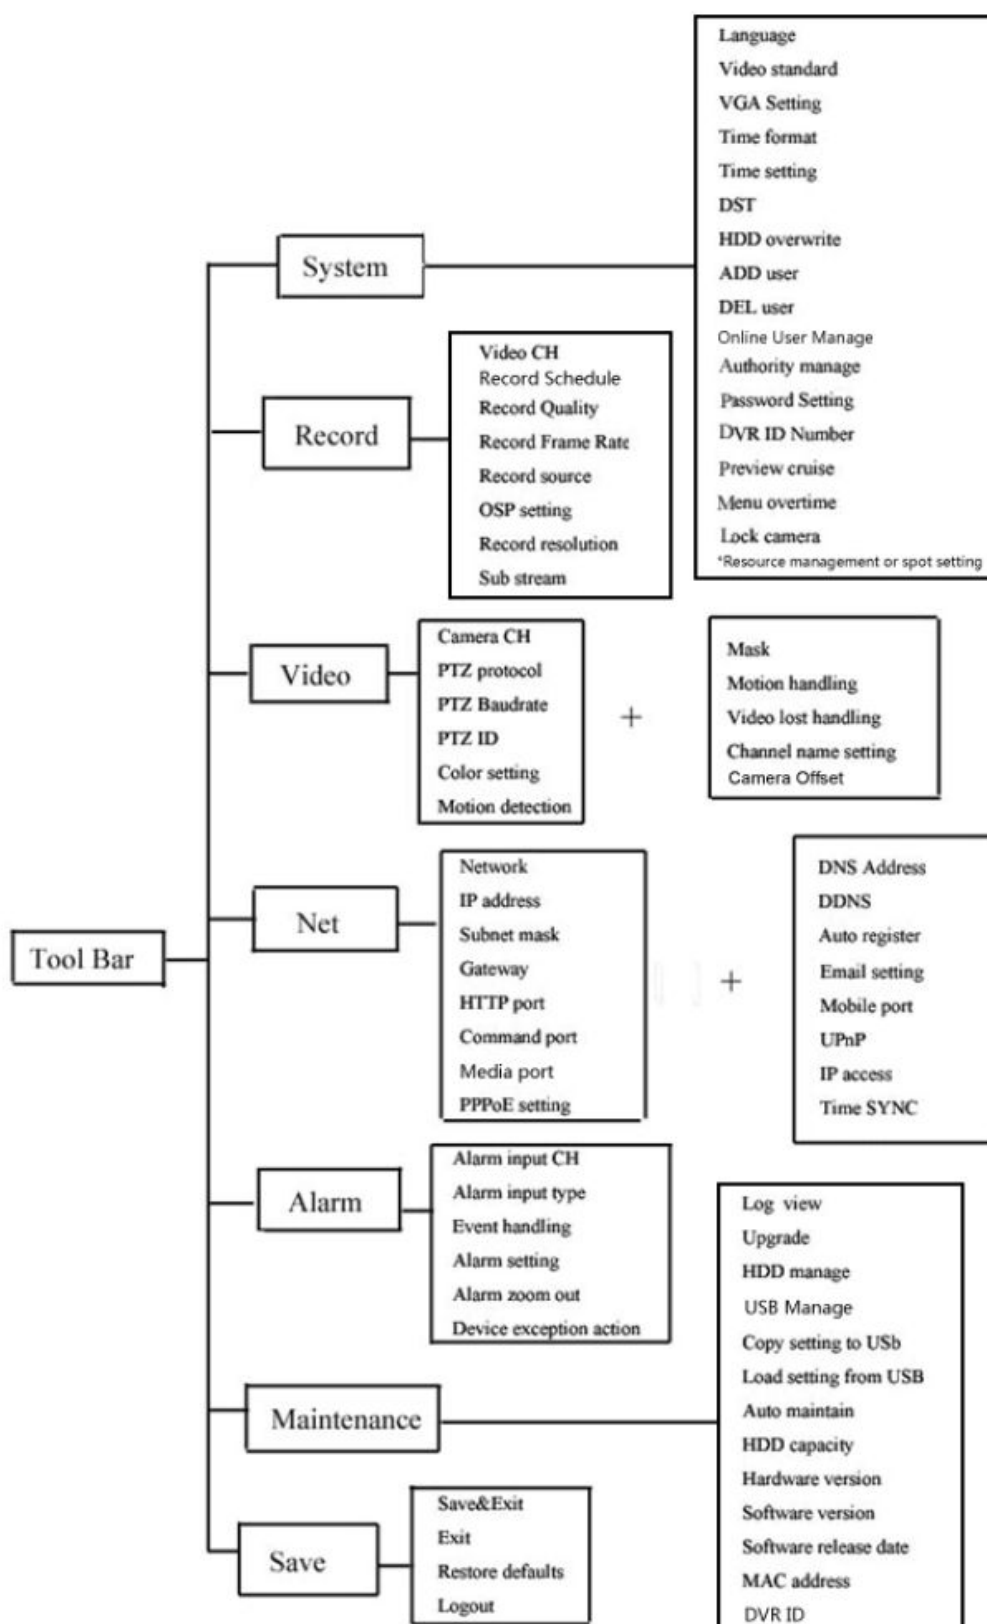 Tool Bar
System
Language
Video standard
VGA Setting
Time format
Time setting
DST
HDD overwrite
ADD user
DEL user
Online User Manage
Authority manage
Password Setting
DVR ID Number
Preview cruise
Menu overtime
Lock camera
*Resource management or spot setting
Record
Video CH
Record Schedule
Record Quality
Record Frame Rate
Record source
OSP setting
Record resolution
Sub stream
Video
Camera CH
PTZ protocol
PTZ Baudrate
PTZ ID
Color setting
Motion detection
+
Mask
Motion handling
Video lost handling
Channel name setting
Camera Offset
Net
Network
IP address
Subnet mask
Gateway
HTTP port
Command port
Media port
PPPoE setting
+
DNS Address
DDNS
Auto register
Email setting
Mobile port
UPnP
IP access
Time SYNC
Alarm
Alarm input CH
Alarm input type
Event handling
Alarm setting
Alarm zoom out
Device exception action
Maintenance
Log view
Upgrade
HDD manage
USB Manage
Copy setting to USb
Load setting from USB
Auto maintain
HDD capacity
Hardware version
Software version
Software release date
MAC address
DVR ID
Save
Save&Exit
Exit
Restore defaults
Logout